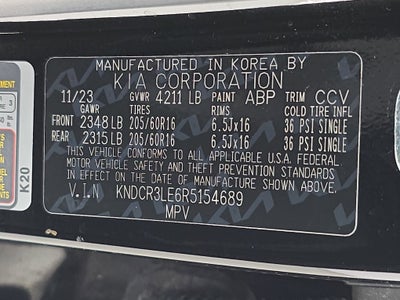 MANUFACTURED IN KOREA BY
KIA CORPORATION
11/23 GVWR 4211 LB PAINT ABP TRIM CCV
GAWR TIRES RIMS COLD TIRE INFL
FRONT 2348 LB 205/60R16 6.5Jx16 36 PSI SINGLE
REAR 2315 LB 205/60R16 6.5Jx16 36 PSI SINGLE
THIS VEHICLE CONFORMS TO ALL APPLICABLE U.S.A. FEDERAL
MOTOR VEHICLE SAFETY AND THEFT PREVENTION STANDARDS
IN EFFECT ON THE DATE OF MANUFACTURE SHOWN ABOVE.
V.I.N KNDCR3LE6R5154689
MPV
K20
3